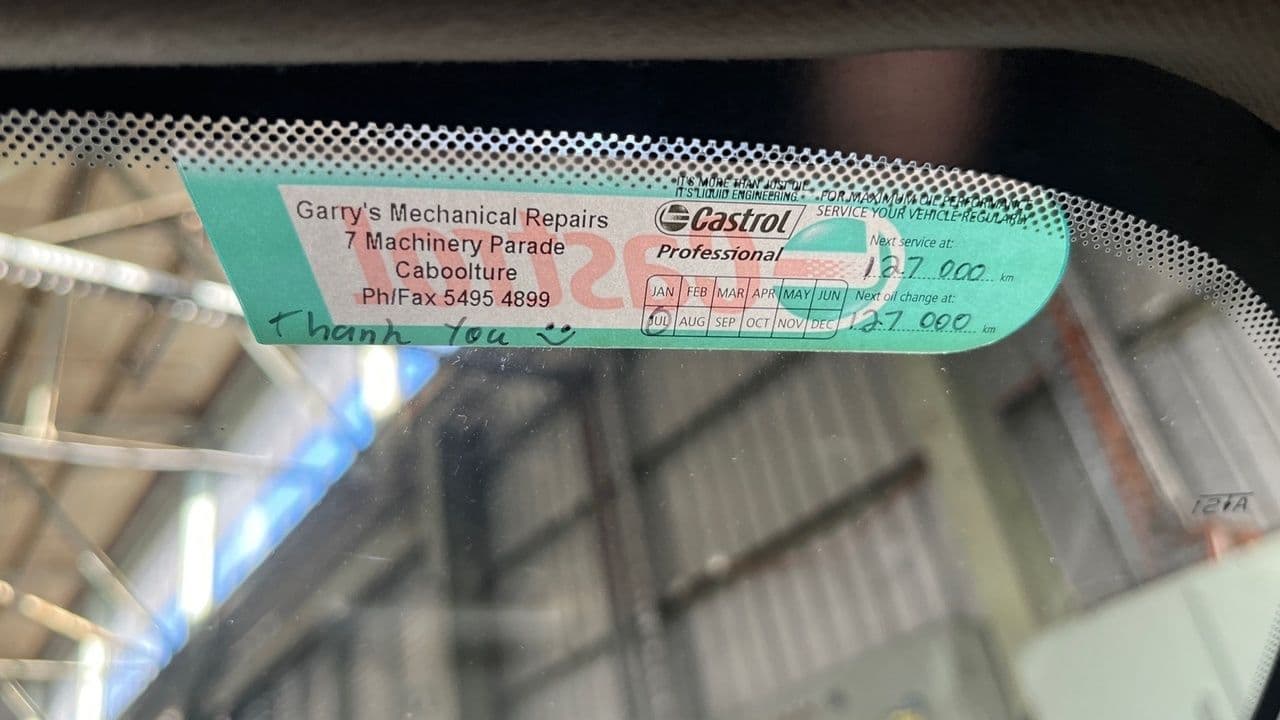 Garry's Mechanical Repairs
7 Machinery Parade
Caboolture
Ph/Fax 5495 4899
Thank You
•IT'S MORE THAN JUST OIL.
IT'S LIQUID ENGINEERING.•
Castrol
Professional
•FOR MAXIMUM OIL PERFORMANCE
SERVICE YOUR VEHICLE REGULARLY
Next service at:
127 000 km
JAN FEB MAR APR MAY JUN
JUL AUG SEP OCT NOV DEC
Next oil change at:
127 000 km
Castrol